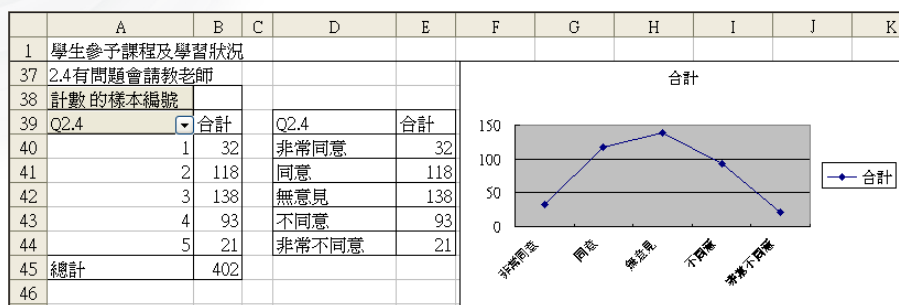 A B C D E F G H I J K
1 學生參予課程及學習狀況
37 2.4有問題會請教老師
38 計數 的樣本編號
39 Q2.4 合計 Q2.4 合計
40 1 32 非常同意 32
41 2 118 同意 118
42 3 138 無意見 138
43 4 93 不同意 93
44 5 21 非常不同意 21
45 總計 402
46
合計
150
100
50
0
非常同意 同意 無意見 不同意 非常不同意
合計